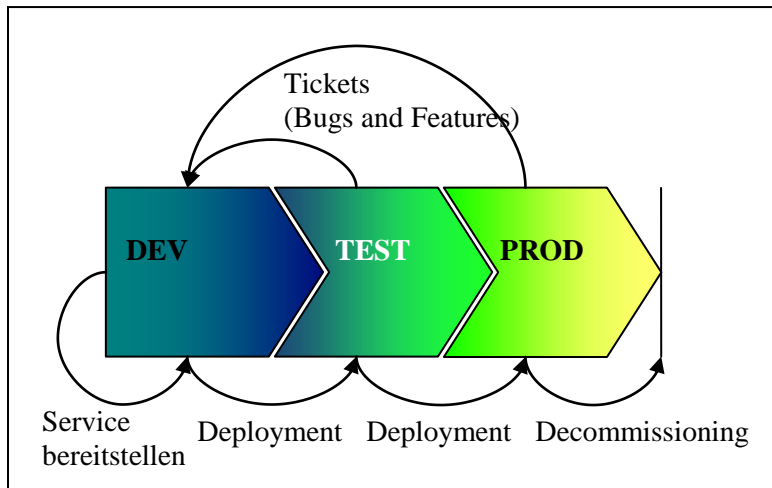 Tickets
(Bugs and Features)
DEV
TEST
PROD
Service
bereitstellen
Deployment
Deployment
Decommissioning